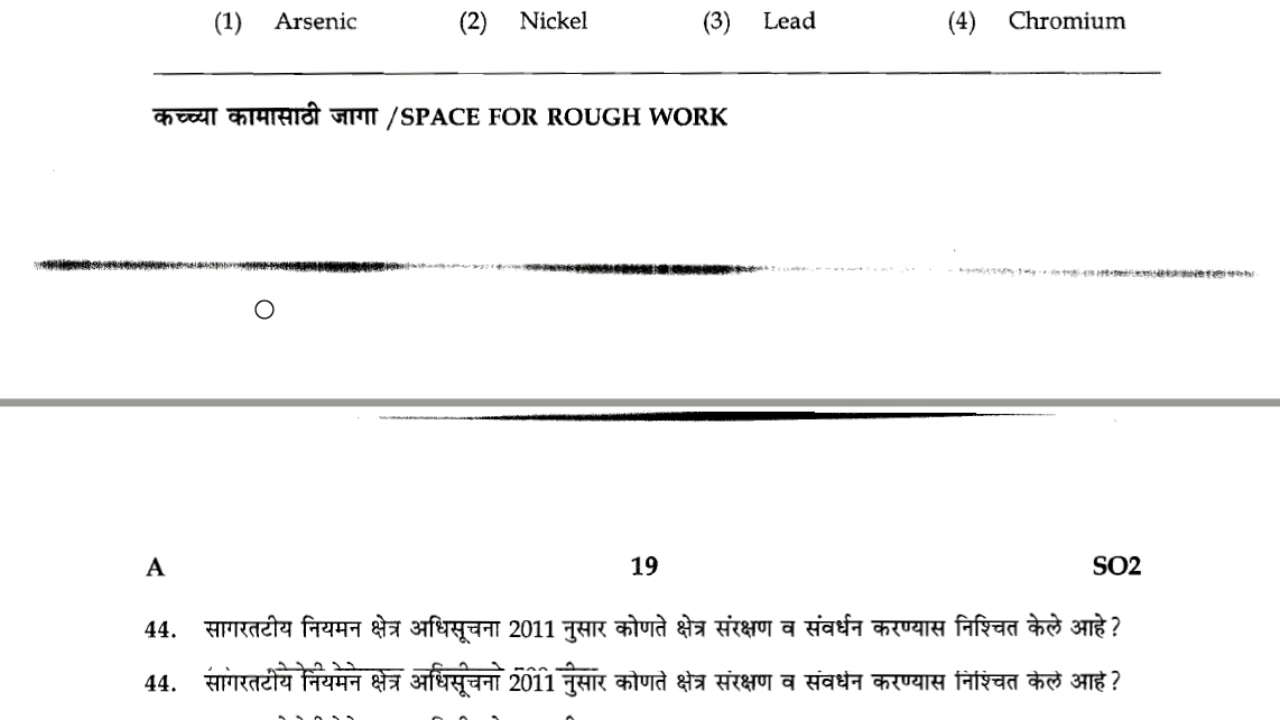 (1) Arsenic (2) Nickel (3) Lead (4) Chromium
कच्च्या कामासाठी जागा /SPACE FOR ROUGH WORK
A 19 SO2
44. सागरतटीय नियमन क्षेत्र अधिसूचना 2011 नुसार कोणते क्षेत्र संरक्षण व संवर्धन करण्यास निश्चित केले आहे ?
44. सागरतटीय नियमन क्षेत्र अधिसूचना 2011 नुसार कोणते क्षेत्र संरक्षण व संवर्धन करण्यास निश्चित केले आहे ?